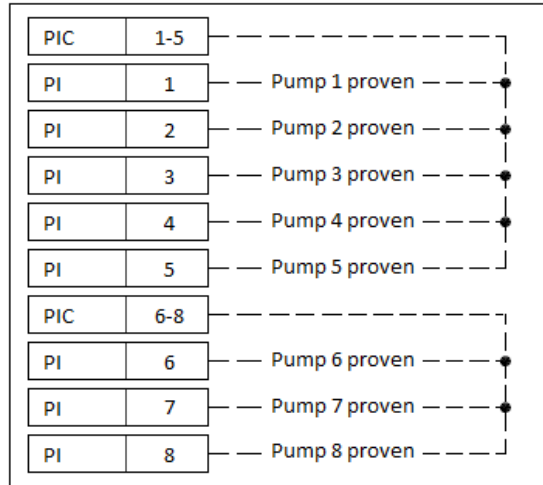 PIC 1-5
PI 1 Pump 1 proven
PI 2 Pump 2 proven
PI 3 Pump 3 proven
PI 4 Pump 4 proven
PI 5 Pump 5 proven
PIC 6-8
PI 6 Pump 6 proven
PI 7 Pump 7 proven
PI 8 Pump 8 proven